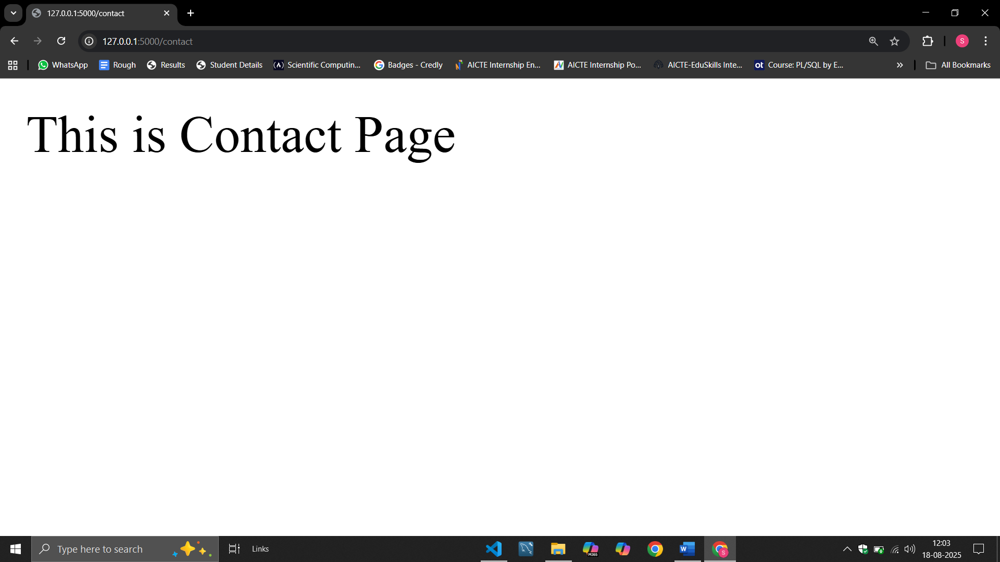 127.0.0.1:5000/contact
127.0.0.1:5000/contact
S
WhatsApp Rough Results Student Details Scientific Computin... Badges - Credly AICTE Internship En... AICTE Internship Po... AICTE-EduSkills Inte... ot Course: PL/SQL by E... All Bookmarks
This is Contact Page
Type here to search Links M365 W S 12:03
18-08-2025